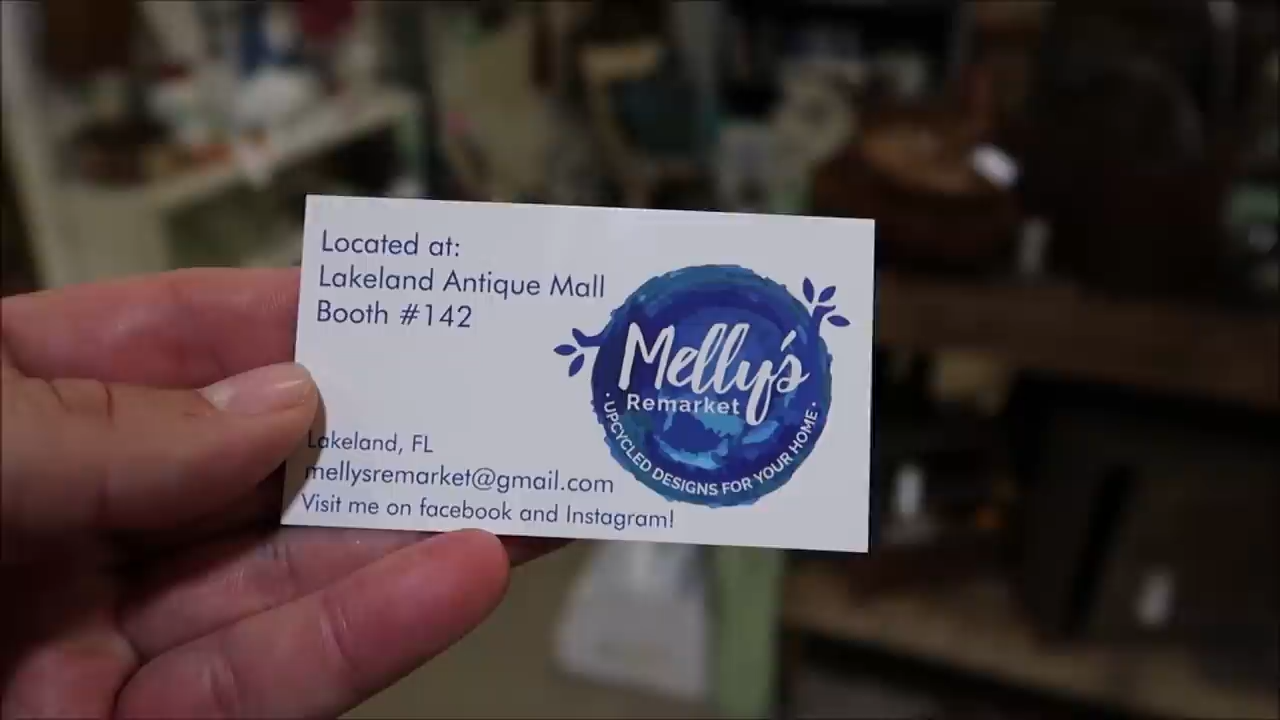 Located at:
Lakeland Antique Mall
Booth #142
Lakeland, FL
mellysremarket@gmail.com
Visit me on facebook and Instagram!
Melly's
Remarket
· UPCYCLED DESIGNS FOR YOUR HOME ·